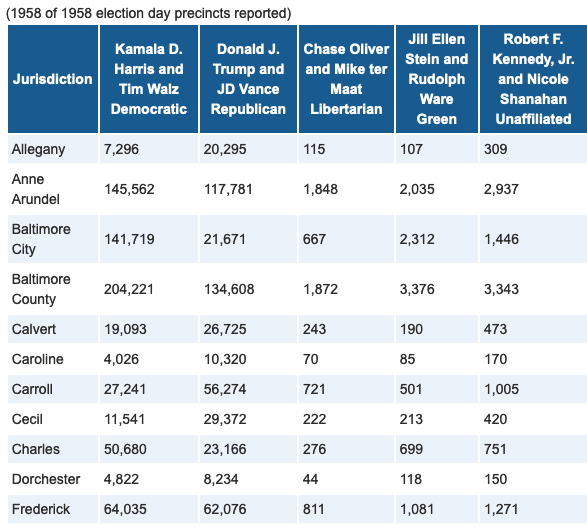 (1958 of 1958 election day precincts reported)
Jurisdiction
Kamala D.
Harris and
Tim Walz
Democratic
Donald J.
Trump and
JD Vance
Republican
Chase Oliver
and Mike ter
Maat
Libertarian
Jill Ellen
Stein and
Rudolph
Ware
Green
Robert F.
Kennedy, Jr.
and Nicole
Shanahan
Unaffiliated
Allegany 7,296 20,295 115 107 309
Anne
Arundel 145,562 117,781 1,848 2,035 2,937
Baltimore
City 141,719 21,671 667 2,312 1,446
Baltimore
County 204,221 134,608 1,872 3,376 3,343
Calvert 19,093 26,725 243 190 473
Caroline 4,026 10,320 70 85 170
Carroll 27,241 56,274 721 501 1,005
Cecil 11,541 29,372 222 213 420
Charles 50,680 23,166 276 699 751
Dorchester 4,822 8,234 44 118 150
Frederick 64,035 62,076 811 1,081 1,271